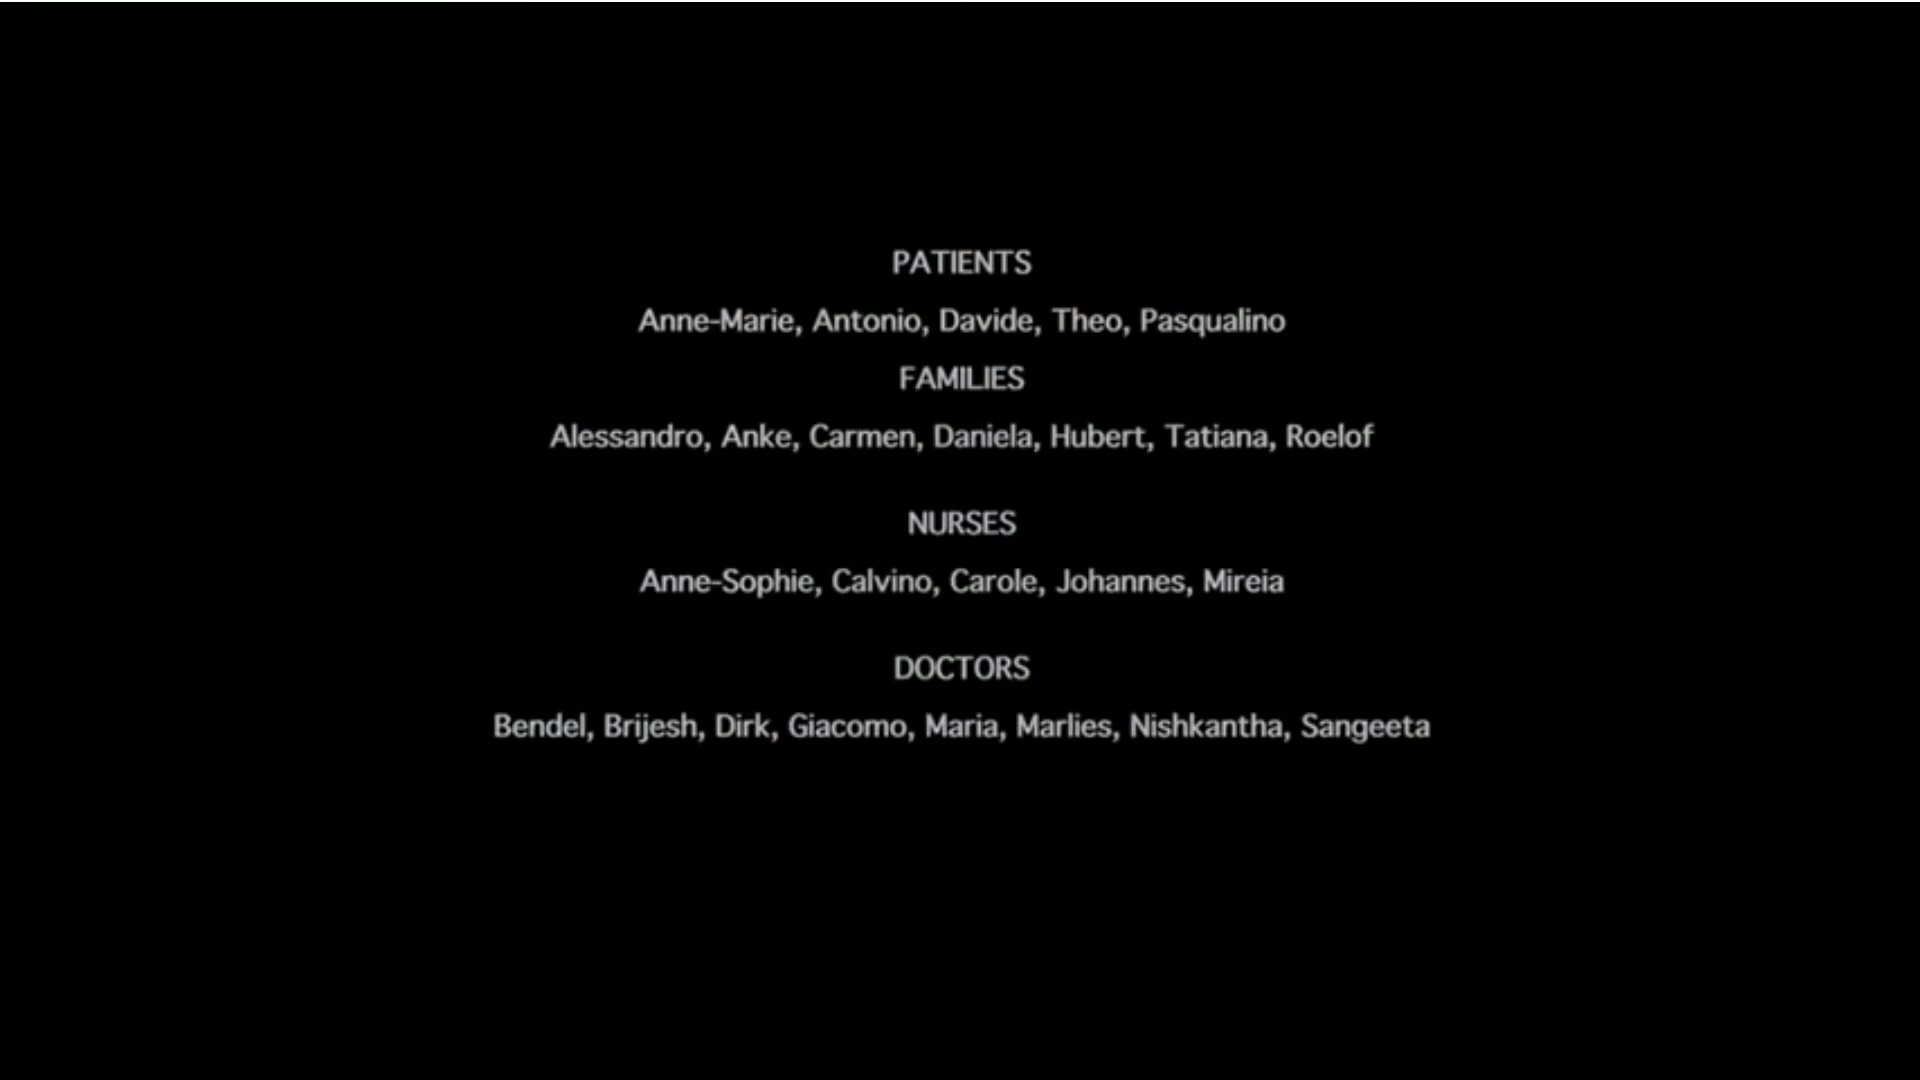 PATIENTS
Anne-Marie, Antonio, Davide, Theo, Pasqualino
FAMILIES
Alessandro, Anke, Carmen, Daniela, Hubert, Tatiana, Roelof
NURSES
Anne-Sophie, Calvino, Carole, Johannes, Mireia
DOCTORS
Bendel, Brijesh, Dirk, Giacomo, Maria, Marlies, Nishkantha, Sangeeta